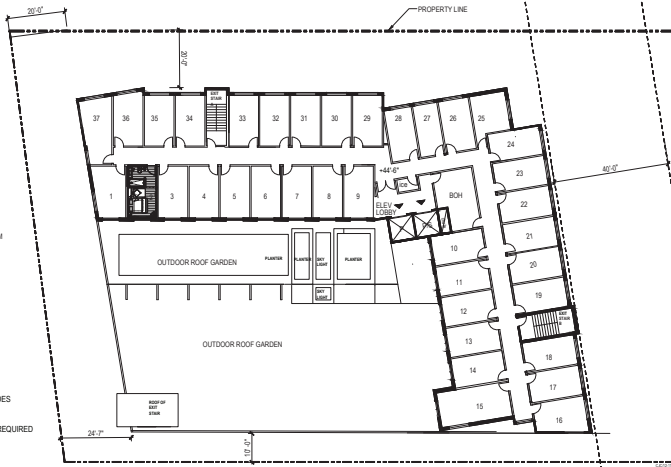 20'-0"
PROPERTY LINE
20'-0"
EXIT
STAIR
37
36
35
34
33
32
31
30
29
28
27
26
25
24
+44'-6"
40'-0"
1
3
4
5
6
7
8
9
ELEV
LOBBY
BOH
23
22
21
20
19
10
11
12
13
14
15
OUTDOOR ROOF GARDEN
PLANTER
PLANTER
SKY
LIGHT
PLANTER
SKY
LIGHT
EXIT
STAIR
18
17
16
OUTDOOR ROOF GARDEN
ROOF OF
EXIT
STAIR
DES
REQUIRED
24'-7"
10'-0"